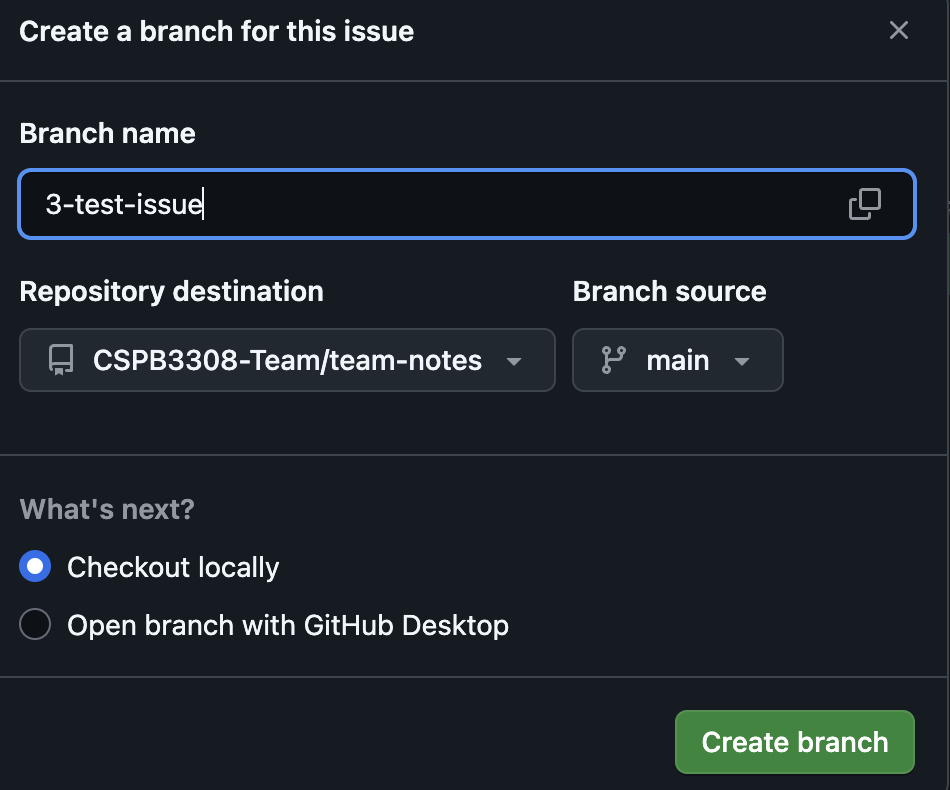 Create a branch for this issue
Branch name
3-test-issue
Repository destination
Branch source
CSPB3308-Team/team-notes
main
What's next?
Checkout locally
Open branch with GitHub Desktop
Create branch